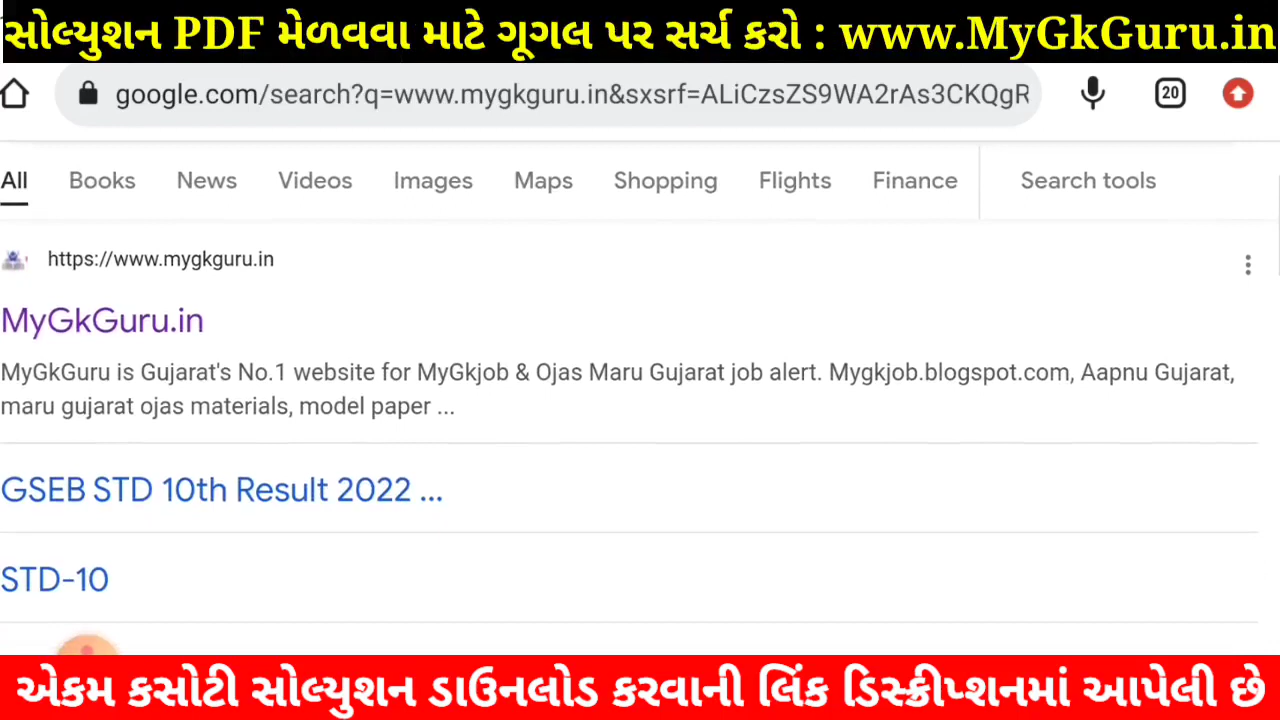 સોલ્યુશન PDF મેળવવા માટે ગૂગલ પર સર્ચ કરો : www.MyGkGuru.in
google.com/search?q=www.mygkguru.in&sxsrf=ALiCzsZS9WA2rAs3CKQgR
20
All Books News Videos Images Maps Shopping Flights Finance Search tools
https://www.mygkguru.in
MyGkGuru.in
MyGkGuru is Gujarat's No.1 website for MyGkjob & Ojas Maru Gujarat job alert. Mygkjob.blogspot.com, Aapnu Gujarat,
maru gujarat ojas materials, model paper ...
GSEB STD 10th Result 2022 ...
STD-10
એકમ કસોટી સોલ્યુશન ડાઉનલોડ કરવાની લિંક ડિસ્ક્રીપ્શનમાં આપેલી છે